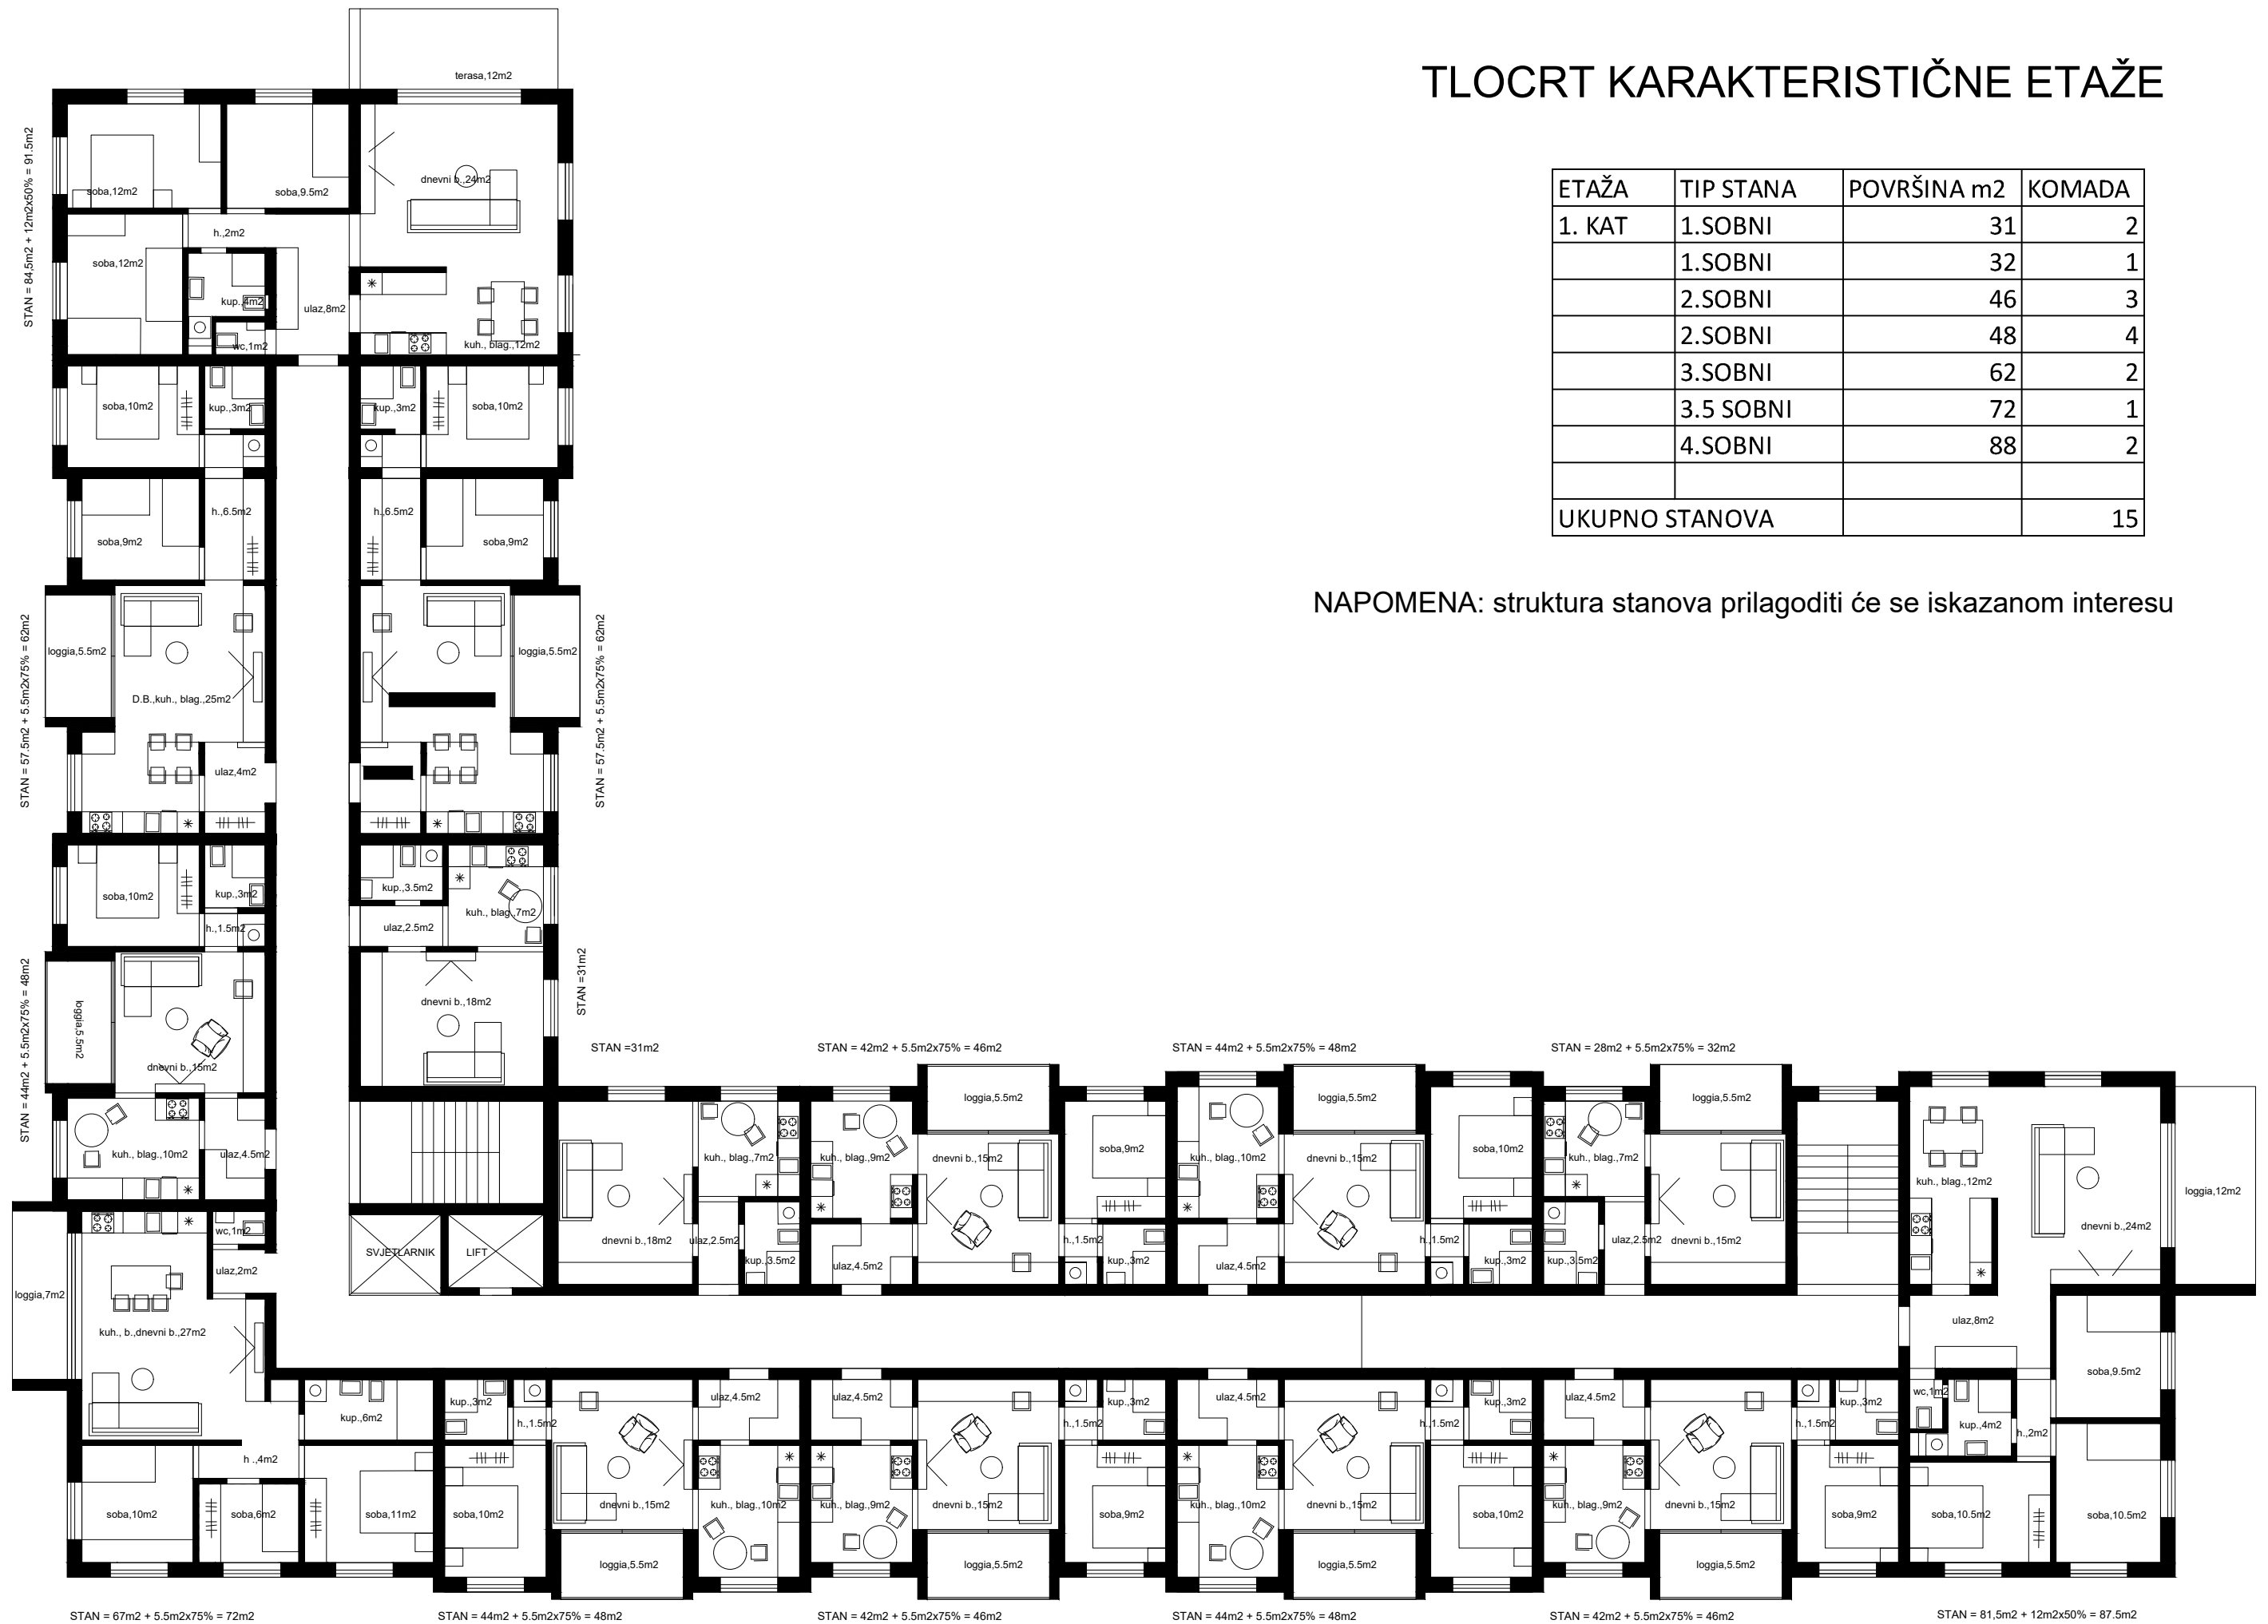 TLOCRT KARAKTERISTIČNE ETAŽE
ETAŽA TIP STANA POVRŠINA m2 KOMADA
1. KAT 1.SOBNI 31 2
1.SOBNI 32 1
2.SOBNI 46 3
2.SOBNI 48 4
3.SOBNI 62 2
3.5 SOBNI 72 1
4.SOBNI 88 2
UKUPNO STANOVA 15
NAPOMENA: struktura stanova prilagoditi će se iskazanom interesu
terasa,12m2
STAN = 84,5m2 + 12m2x50% = 91.5m2
soba,12m2
soba,9.5m2
dnevni b.,24m2
h.,2m2
soba,12m2
kup.,4m2
ulaz,8m2
wc,1m2
kuh., blag.,12m2
soba,10m2
kup.,3m2
kup.,3m2
soba,10m2
h.,6.5m2
h.,6.5m2
soba,9m2
soba,9m2
STAN = 57.5m2 + 5.5m2x75% = 62m2
loggia,5.5m2
loggia,5.5m2
STAN = 57.5m2 + 5.5m2x75% = 62m2
D.B.,kuh., blag.,25m2
ulaz,4m2
soba,10m2
kup.,3m2
kup.,3.5m2
kuh., blag.,7m2
h.,1.5m2
ulaz,2.5m2
STAN = 44m2 + 5.5m2x75% = 48m2
loggia,5.5m2
dnevni b.,15m2
dnevni b.,18m2
STAN =31m2
kuh., blag.,10m2
ulaz,4.5m2
STAN =31m2
STAN = 42m2 + 5.5m2x75% = 46m2
STAN = 44m2 + 5.5m2x75% = 48m2
STAN = 28m2 + 5.5m2x75% = 32m2
loggia,5.5m2
loggia,5.5m2
loggia,5.5m2
kuh., blag.,7m2
kuh., blag.,9m2
dnevni b.,15m2
soba,9m2
kuh., blag.,10m2
dnevni b.,15m2
soba,10m2
kuh., blag.,7m2
kuh., blag.,12m2
loggia,12m2
dnevni b.,24m2
wc,1m2
ulaz,2m2
SVJETLARNIK
LIFT
dnevni b.,18m2
ulaz,2.5m2
kup.,3.5m2
ulaz,4.5m2
h.,1.5m2
kup.,3m2
ulaz,4.5m2
h.,1.5m2
kup.,3m2
kup.,3.5m2
ulaz,2.5m2
dnevni b.,15m2
loggia,7m2
kuh., b.,dnevni b.,27m2
ulaz,8m2
soba,9.5m2
kup.,6m2
kup.,3m2
h.,1.5m2
ulaz,4.5m2
ulaz,4.5m2
h.,1.5m2
kup.,3m2
ulaz,4.5m2
h.,1.5m2
kup.,3m2
ulaz,4.5m2
h.,1.5m2
kup.,3m2
wc,1m2
kup.,4m2
h.,2m2
h .,4m2
soba,10m2
soba,6m2
soba,11m2
soba,10m2
dnevni b.,15m2
kuh., blag.,10m2
kuh., blag.,9m2
dnevni b.,15m2
soba,9m2
kuh., blag.,10m2
dnevni b.,15m2
soba,10m2
kuh., blag.,9m2
dnevni b.,15m2
soba,9m2
soba,10.5m2
soba,10.5m2
loggia,5.5m2
loggia,5.5m2
loggia,5.5m2
loggia,5.5m2
STAN = 67m2 + 5.5m2x75% = 72m2
STAN = 44m2 + 5.5m2x75% = 48m2
STAN = 42m2 + 5.5m2x75% = 46m2
STAN = 44m2 + 5.5m2x75% = 48m2
STAN = 42m2 + 5.5m2x75% = 46m2
STAN = 81,5m2 + 12m2x50% = 87.5m2